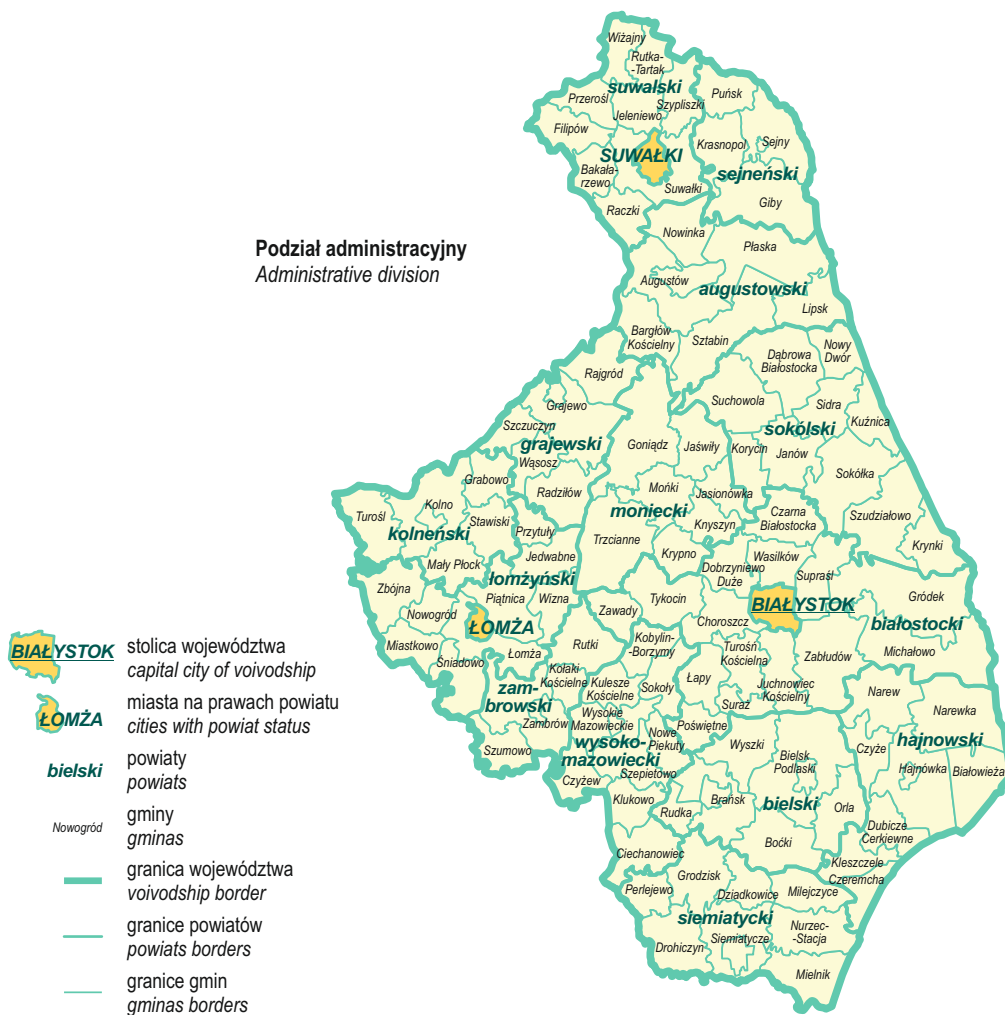 Wiżajny
Rutka-
-Tartak
suwalski
Puńsk
Przerośl
Szypliszki
Jeleniewo
Filipów
Krasnopol
Sejny
SUWAŁKI
Bakała-
rzewo
sejneński
Suwałki
Giby
Raczki
Nowinka
Podział administracyjny
Administrative division
Płaska
Augustów
augustowski
Lipsk
Bargłów
Kościelny
Sztabin
Nowy
Dwór
Dąbrowa
Białostocka
Rajgród
Suchowola
Sidra
Grajewo
Kuźnica
Szczuczyn
sokólski
grajewski
Goniądz
Jaświły
Korycin
Janów
Wąsosz
Sokółka
Grabowo
Radziłów
Mońki
Jasionówka
Kolno
Turośl
Stawiski
moniecki
Czarna
Białostocka
Szudziałowo
kolneński
Przytuły
Knyszyn
Trzcianne
Krynki
Jedwabne
Krypno
Wasilków
Mały Płock
Dobrzyniewo
Duże
Supraśl
łomżyński
Zbójna
Piątnica
Wizna
Tykocin
Gródek
Nowogród
Zawady
BIAŁYSTOK
białostocki
ŁOMŻA
Choroszcz
Miastkowo
Rutki
Kobylin-
-Borzymy
Turośń
Kościelna
Michałowo
Śniadowo
Łomża
Zabłudów
Kołaki
Kościelne
Łapy
Juchnowiec
Kościelny
zam-
browski
Kulesze
Kościelne
Sokoły
Suraż
Narew
Zambrów
Wysokie
Mazowieckie
Poświętne
Narewka
Szumowo
wysoko-
mazowiecki
Nowe
Piekuty
Wyszki
Czyże
hajnowski
Bielsk
Podlaski
Hajnówka
Białowieża
Czyżew
Szepietowo
Klukowo
Brańsk
bielski
Orla
Rudka
Dubicze
Cerkiewne
Boćki
Ciechanowiec
Kleszczele
Czeremcha
Grodzisk
Perlejewo
Dziadkowice
Milejczyce
siemiatycki
Nurzec-
-Stacja
Drohiczyn
Siemiatycze
Mielnik
BIAŁYSTOK
stolica województwa
capital city of voivodship
ŁOMŻA
miasta na prawach powiatu
cities with powiat status
bielski
powiaty
powiats
Nowogród
gminy
gminas
granica województwa
voivodship border
granice powiatów
powiats borders
granice gmin
gminas borders